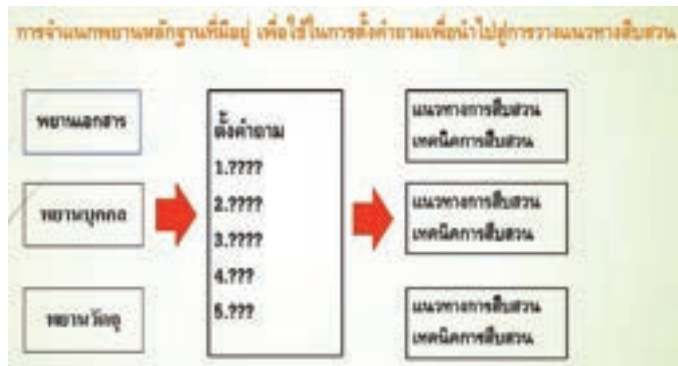 การจำแนกพยานหลักฐานที่มีอยู่ เพื่อใช้ในการตั้งคำถามเพื่อนำไปสู่การวางแนวทางสืบสวน
พยานเอกสาร
พยานบุคคล
พยานวัตถุ
ตั้งคำถาม
1.????
2.????
3.????
4.???
5.???
แนวทางการสืบสวน
เทคนิคการสืบสวน
แนวทางการสืบสวน
เทคนิคการสืบสวน
แนวทางการสืบสวน
เทคนิคการสืบสวน